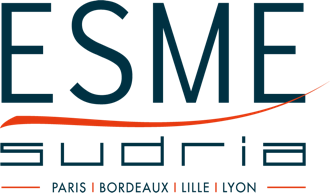 ESME
sudria
PARIS | BORDEAUX | LILLE | LYON